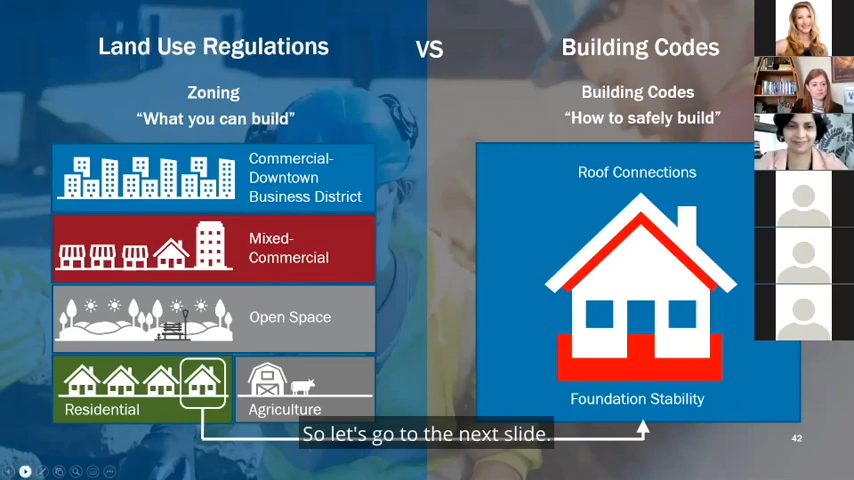 Land Use Regulations
VS
Building Codes
Zoning
“What you can build”
Building Codes
“How to safely build”
Commercial-
Downtown
Business District
Mixed-
Commercial
Open Space
Residential
Agriculture
Roof Connections
Foundation Stability
So let's go to the next slide.
42